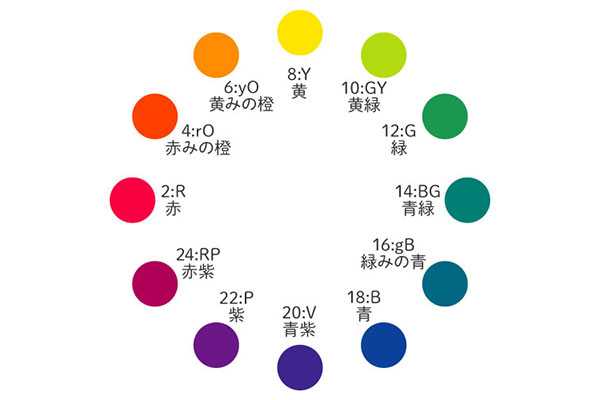 8:Y
黄
10:GY
黄緑
12:G
緑
14:BG
青緑
16:gB
緑みの青
18:B
青
20:V
青紫
22:P
紫
24:RP
赤紫
2:R
赤
4:rO
赤みの橙
6:yO
黄みの橙